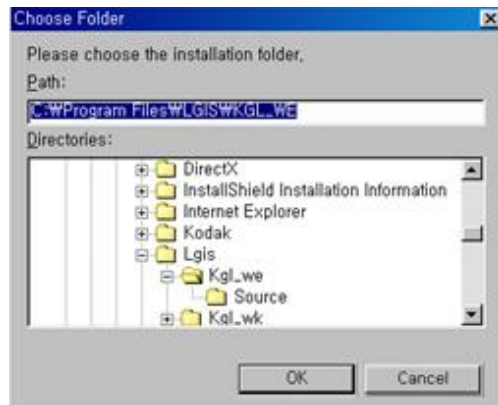 Choose Folder
Please choose the installation folder,
Path:
C:₩Program Files₩LGIS₩KGL_WE
Directories:
DirectX
InstallShield Installation Information
Internet Explorer
Kodak
Lgis
Kgl_we
Source
Kgl_wk
OK Cancel